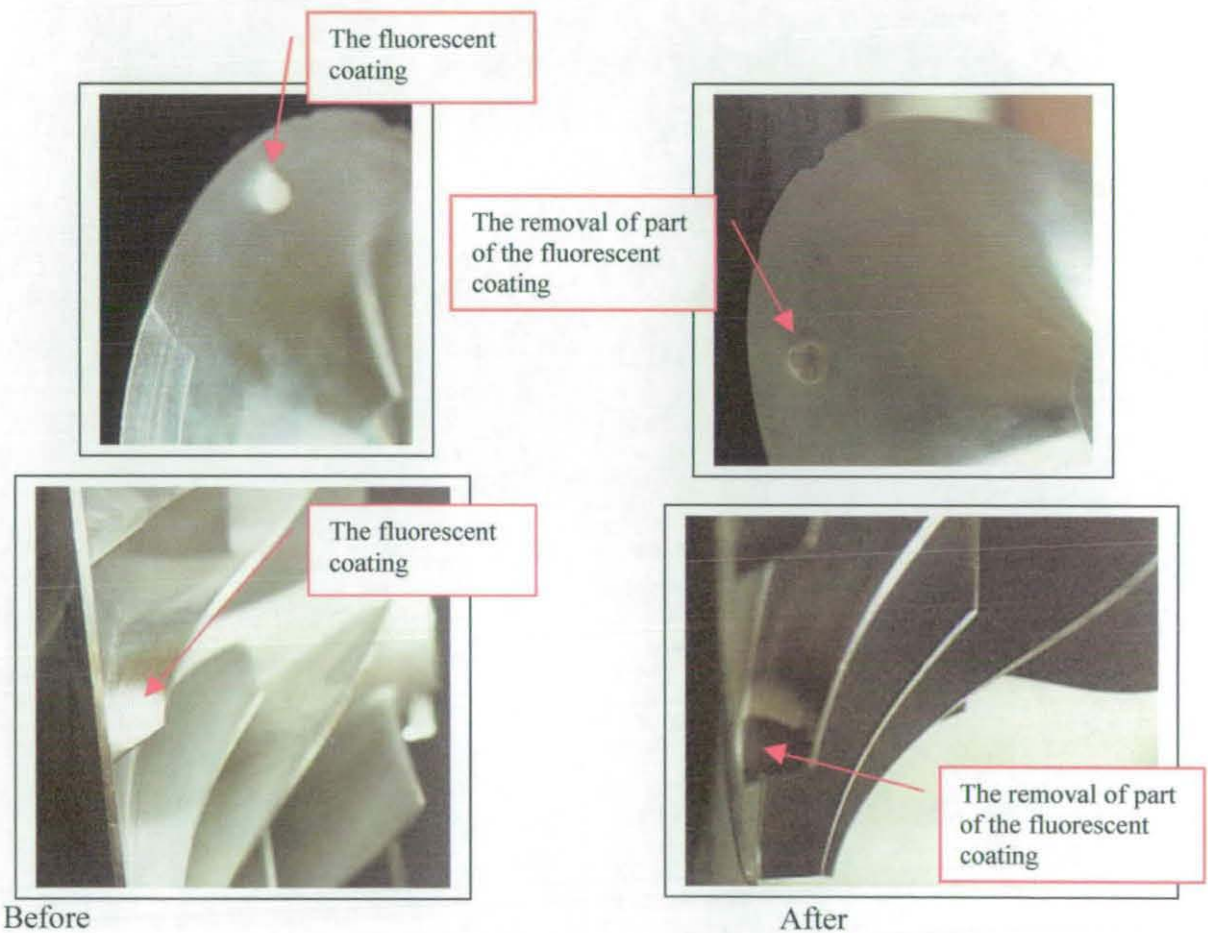 The fluorescent
coating
The removal of part
of the fluorescent
coating
The fluorescent
coating
The removal of part
of the fluorescent
coating
Before
After